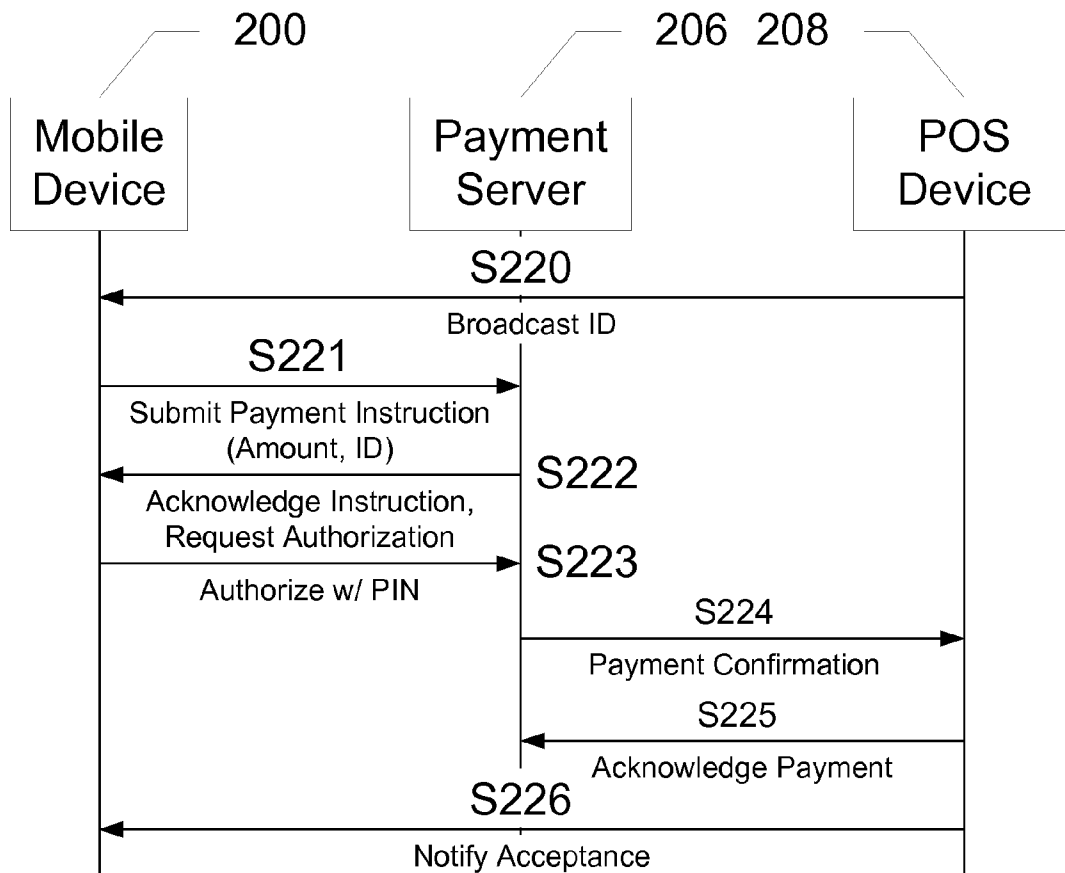 200
206 208
Mobile
Device
Payment
Server
POS
Device
S220
Broadcast ID
S221
Submit Payment Instruction
(Amount, ID)
S222
Acknowledge Instruction,
Request Authorization
S223
Authorize w/ PIN
S224
Payment Confirmation
S225
Acknowledge Payment
S226
Notify Acceptance